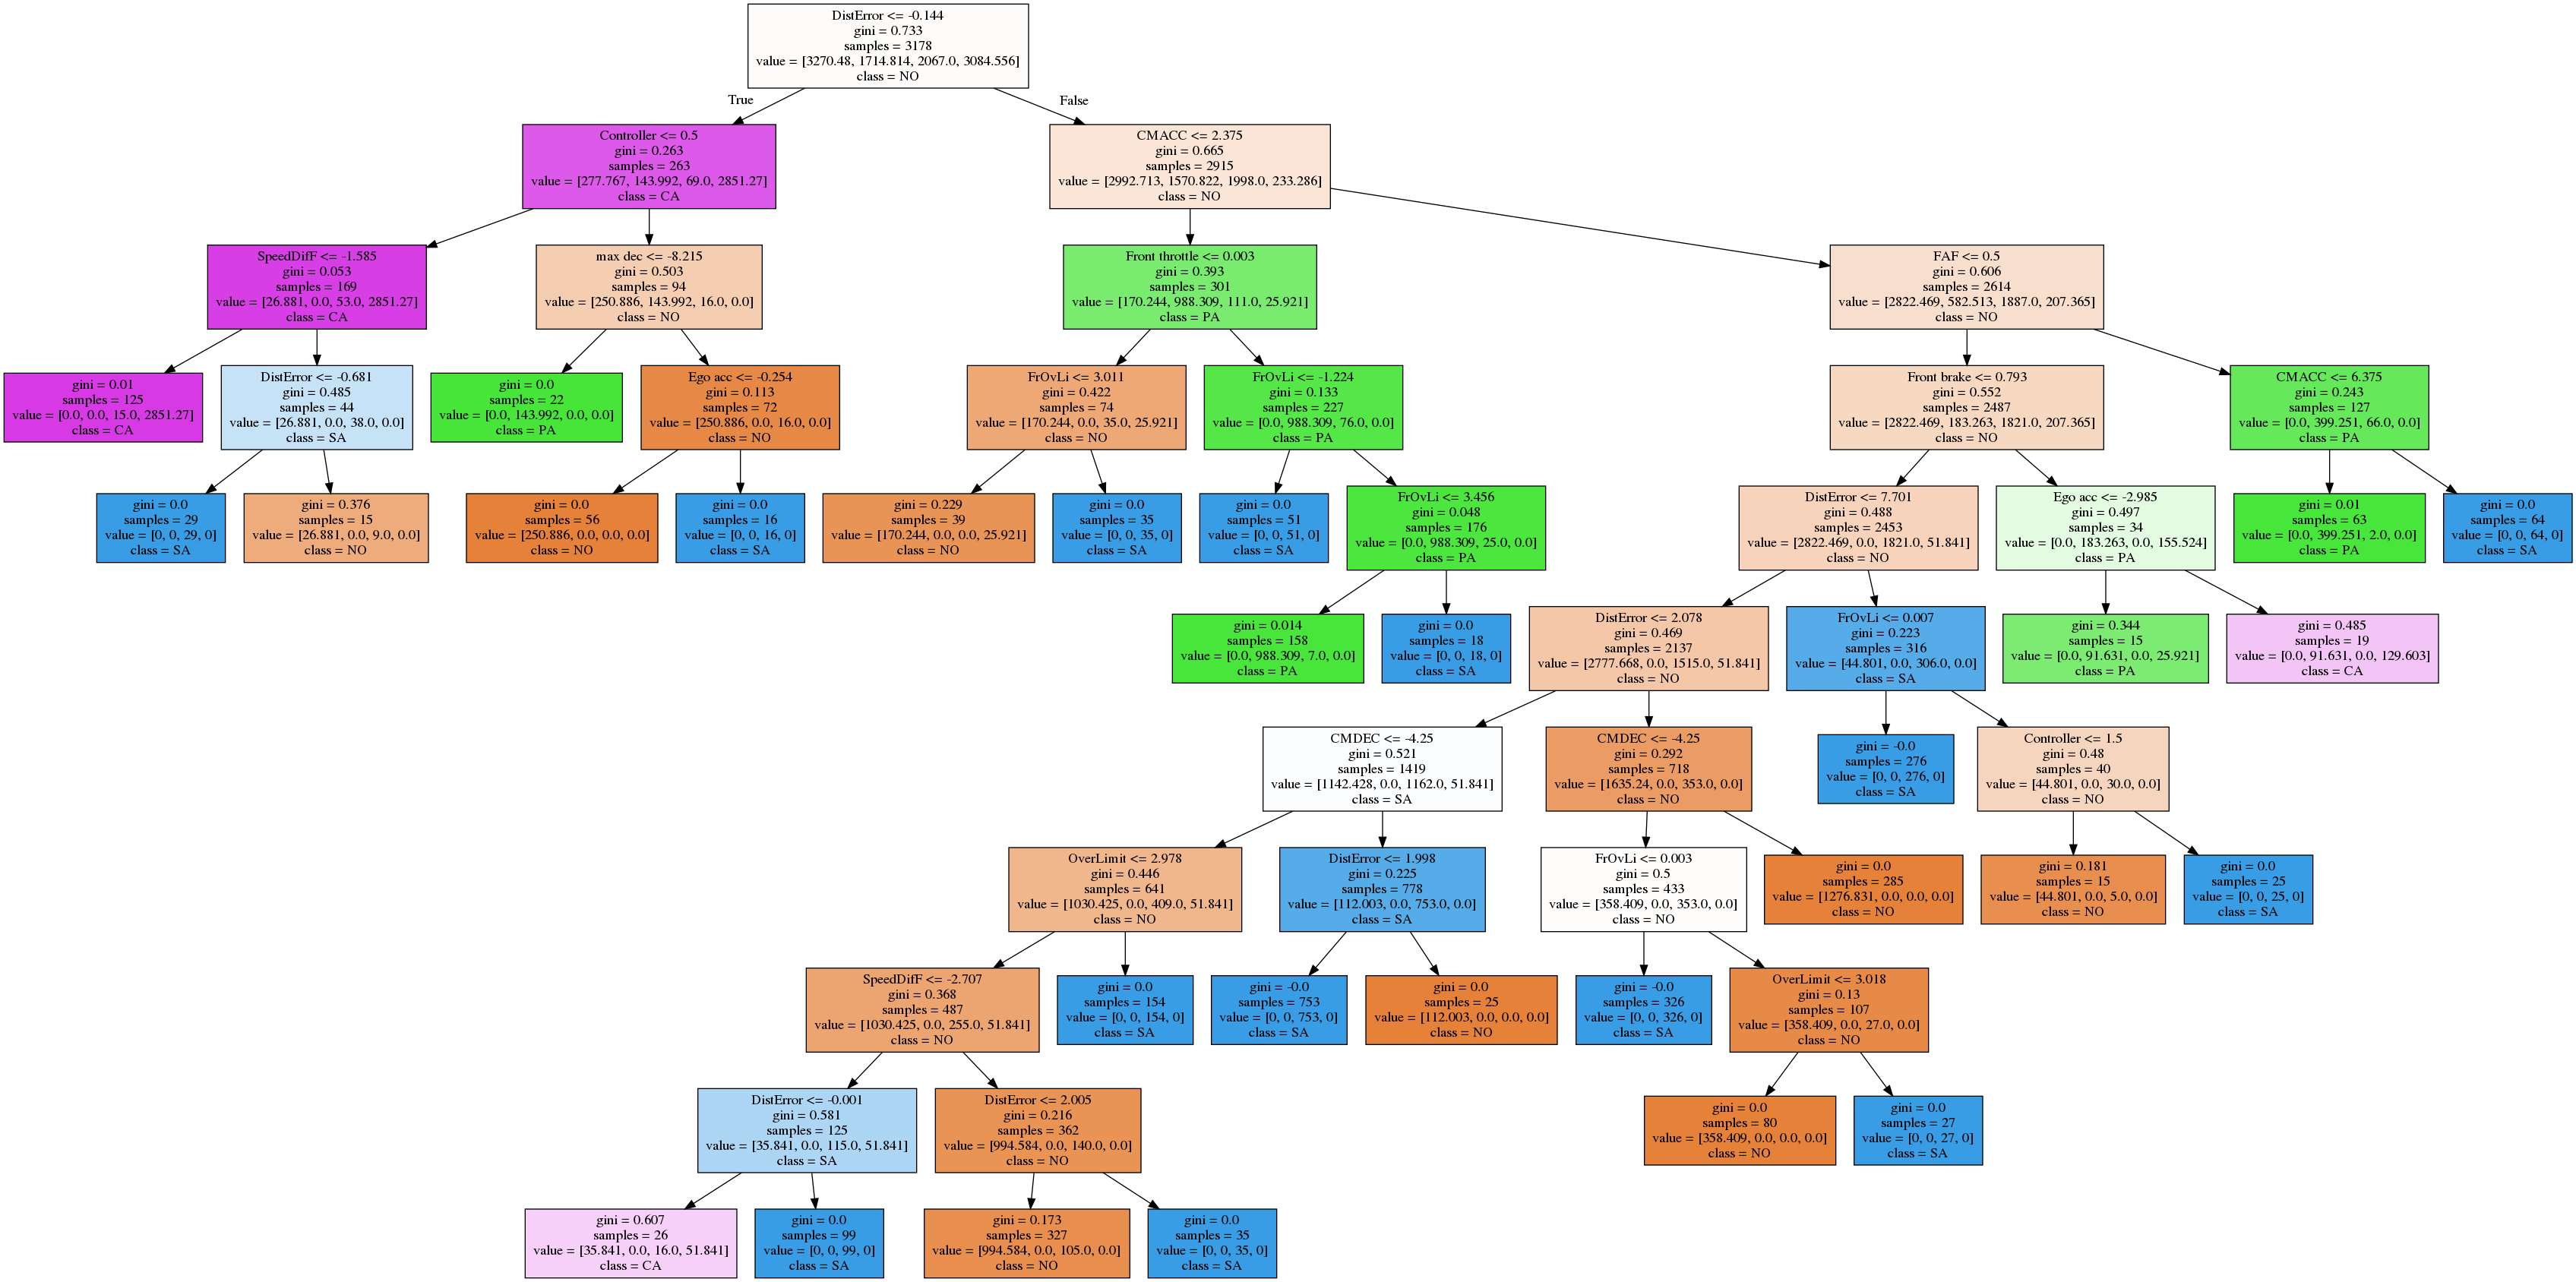 DistError <= -0.144
gini = 0.733
samples = 3178
value = [3270.48, 1714.814, 2067.0, 3084.556]
class = NO
True
False
Controller <= 0.5
gini = 0.263
samples = 263
value = [277.767, 143.992, 69.0, 2851.27]
class = CA
CMACC <= 2.375
gini = 0.665
samples = 2915
value = [2992.713, 1570.822, 1998.0, 233.286]
class = NO
SpeedDifF <= -1.585
gini = 0.053
samples = 169
value = [26.881, 0.0, 53.0, 2851.27]
class = CA
max dec <= -8.215
gini = 0.503
samples = 94
value = [250.886, 143.992, 16.0, 0.0]
class = NO
Front throttle <= 0.003
gini = 0.393
samples = 301
value = [170.244, 988.309, 111.0, 25.921]
class = PA
FAF <= 0.5
gini = 0.606
samples = 2614
value = [2822.469, 582.513, 1887.0, 207.365]
class = NO
gini = 0.01
samples = 125
value = [0.0, 0.0, 15.0, 2851.27]
class = CA
DistError <= -0.681
gini = 0.485
samples = 44
value = [26.881, 0.0, 38.0, 0.0]
class = SA
gini = 0.0
samples = 22
value = [0.0, 143.992, 0.0, 0.0]
class = PA
Ego acc <= -0.254
gini = 0.113
samples = 72
value = [250.886, 0.0, 16.0, 0.0]
class = NO
FrOvLi <= 3.011
gini = 0.422
samples = 74
value = [170.244, 0.0, 35.0, 25.921]
class = NO
FrOvLi <= -1.224
gini = 0.133
samples = 227
value = [0.0, 988.309, 76.0, 0.0]
class = PA
Front brake <= 0.793
gini = 0.552
samples = 2487
value = [2822.469, 183.263, 1821.0, 207.365]
class = NO
CMACC <= 6.375
gini = 0.243
samples = 127
value = [0.0, 399.251, 66.0, 0.0]
class = PA
gini = 0.0
samples = 29
value = [0, 0, 29, 0]
class = SA
gini = 0.376
samples = 15
value = [26.881, 0.0, 9.0, 0.0]
class = NO
gini = 0.0
samples = 56
value = [250.886, 0.0, 0.0, 0.0]
class = NO
gini = 0.0
samples = 16
value = [0, 0, 16, 0]
class = SA
gini = 0.229
samples = 39
value = [170.244, 0.0, 0.0, 25.921]
class = NO
gini = 0.0
samples = 35
value = [0, 0, 35, 0]
class = SA
gini = 0.0
samples = 51
value = [0, 0, 51, 0]
class = SA
FrOvLi <= 3.456
gini = 0.048
samples = 176
value = [0.0, 988.309, 25.0, 0.0]
class = PA
DistError <= 7.701
gini = 0.488
samples = 2453
value = [2822.469, 0.0, 1821.0, 51.841]
class = NO
Ego acc <= -2.985
gini = 0.497
samples = 34
value = [0.0, 183.263, 0.0, 155.524]
class = PA
gini = 0.01
samples = 63
value = [0.0, 399.251, 2.0, 0.0]
class = PA
gini = 0.0
samples = 64
value = [0, 0, 64, 0]
class = SA
gini = 0.014
samples = 158
value = [0.0, 988.309, 7.0, 0.0]
class = PA
gini = 0.0
samples = 18
value = [0, 0, 18, 0]
class = SA
DistError <= 2.078
gini = 0.469
samples = 2137
value = [2777.668, 0.0, 1515.0, 51.841]
class = NO
FrOvLi <= 0.007
gini = 0.223
samples = 316
value = [44.801, 0.0, 306.0, 0.0]
class = SA
gini = 0.344
samples = 15
value = [0.0, 91.631, 0.0, 25.921]
class = PA
gini = 0.485
samples = 19
value = [0.0, 91.631, 0.0, 129.603]
class = CA
CMDEC <= -4.25
gini = 0.521
samples = 1419
value = [1142.428, 0.0, 1162.0, 51.841]
class = SA
CMDEC <= -4.25
gini = 0.292
samples = 718
value = [1635.24, 0.0, 353.0, 0.0]
class = NO
gini = -0.0
samples = 276
value = [0, 0, 276, 0]
class = SA
Controller <= 1.5
gini = 0.48
samples = 40
value = [44.801, 0.0, 30.0, 0.0]
class = NO
OverLimit <= 2.978
gini = 0.446
samples = 641
value = [1030.425, 0.0, 409.0, 51.841]
class = NO
DistError <= 1.998
gini = 0.225
samples = 778
value = [112.003, 0.0, 753.0, 0.0]
class = SA
FrOvLi <= 0.003
gini = 0.5
samples = 433
value = [358.409, 0.0, 353.0, 0.0]
class = NO
gini = 0.0
samples = 285
value = [1276.831, 0.0, 0.0, 0.0]
class = NO
gini = 0.181
samples = 15
value = [44.801, 0.0, 5.0, 0.0]
class = NO
gini = 0.0
samples = 25
value = [0, 0, 25, 0]
class = SA
SpeedDifF <= -2.707
gini = 0.368
samples = 487
value = [1030.425, 0.0, 255.0, 51.841]
class = NO
gini = 0.0
samples = 154
value = [0, 0, 154, 0]
class = SA
gini = -0.0
samples = 753
value = [0, 0, 753, 0]
class = SA
gini = 0.0
samples = 25
value = [112.003, 0.0, 0.0, 0.0]
class = NO
gini = -0.0
samples = 326
value = [0, 0, 326, 0]
class = SA
OverLimit <= 3.018
gini = 0.13
samples = 107
value = [358.409, 0.0, 27.0, 0.0]
class = NO
DistError <= -0.001
gini = 0.581
samples = 125
value = [35.841, 0.0, 115.0, 51.841]
class = SA
DistError <= 2.005
gini = 0.216
samples = 362
value = [994.584, 0.0, 140.0, 0.0]
class = NO
gini = 0.0
samples = 80
value = [358.409, 0.0, 0.0, 0.0]
class = NO
gini = 0.0
samples = 27
value = [0, 0, 27, 0]
class = SA
gini = 0.607
samples = 26
value = [35.841, 0.0, 16.0, 51.841]
class = CA
gini = 0.0
samples = 99
value = [0, 0, 99, 0]
class = SA
gini = 0.173
samples = 327
value = [994.584, 0.0, 105.0, 0.0]
class = NO
gini = 0.0
samples = 35
value = [0, 0, 35, 0]
class = SA